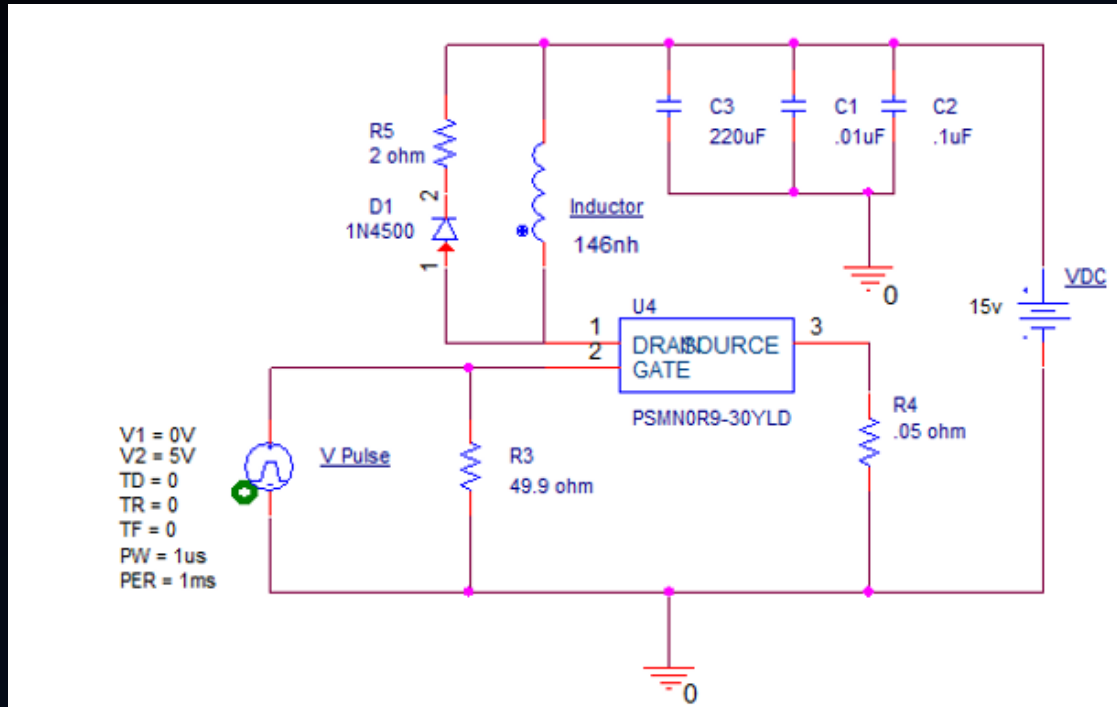 R5
2 ohm
2
D1
1N4500
1
Inductor
146nh
C3
220uF
C1
.01uF
C2
.1uF
0
VDC
15v
U4
1
2
3
DRAIN
SOURCE
GATE
PSMN0R9-30YLD
R4
.05 ohm
V1 = 0V
V2 = 5V
TD = 0
TR = 0
TF = 0
PW = 1us
PER = 1ms
V Pulse
R3
49.9 ohm
0